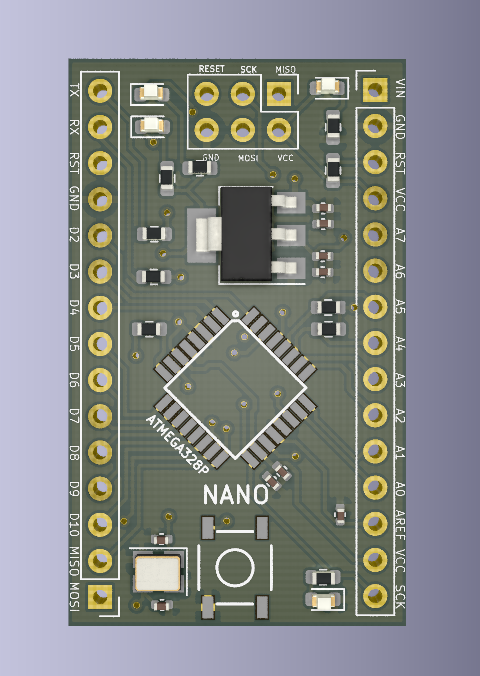 RESET SCK MISO
GND MOSI VCC
TX
RX
RST
GND
D2
D3
D4
D5
D6
D7
D8
D9
D10
MISO
MOSI
VIN
GND
RST
VCC
A7
A6
A5
A4
A3
A2
A1
A0
AREF
VCC
SCK
ATMEGA328P
NANO